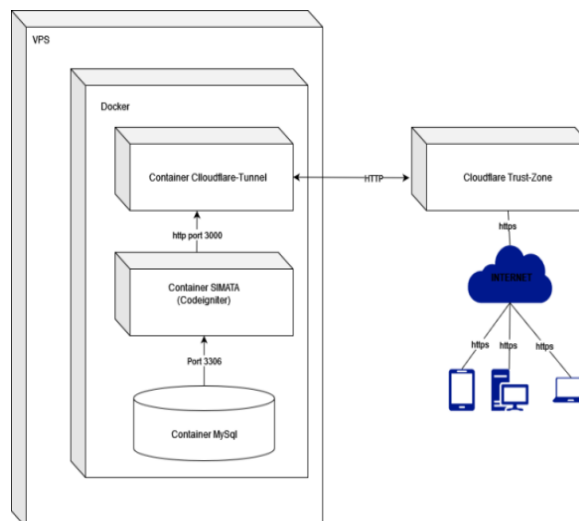 VPS
Docker
Container Clloudflare-Tunnel
HTTP
Cloudflare Trust-Zone
http port 3000
https
Container SIMATA
(Codeigniter)
INTERNET
Port 3306
https
https
https
Container MySql